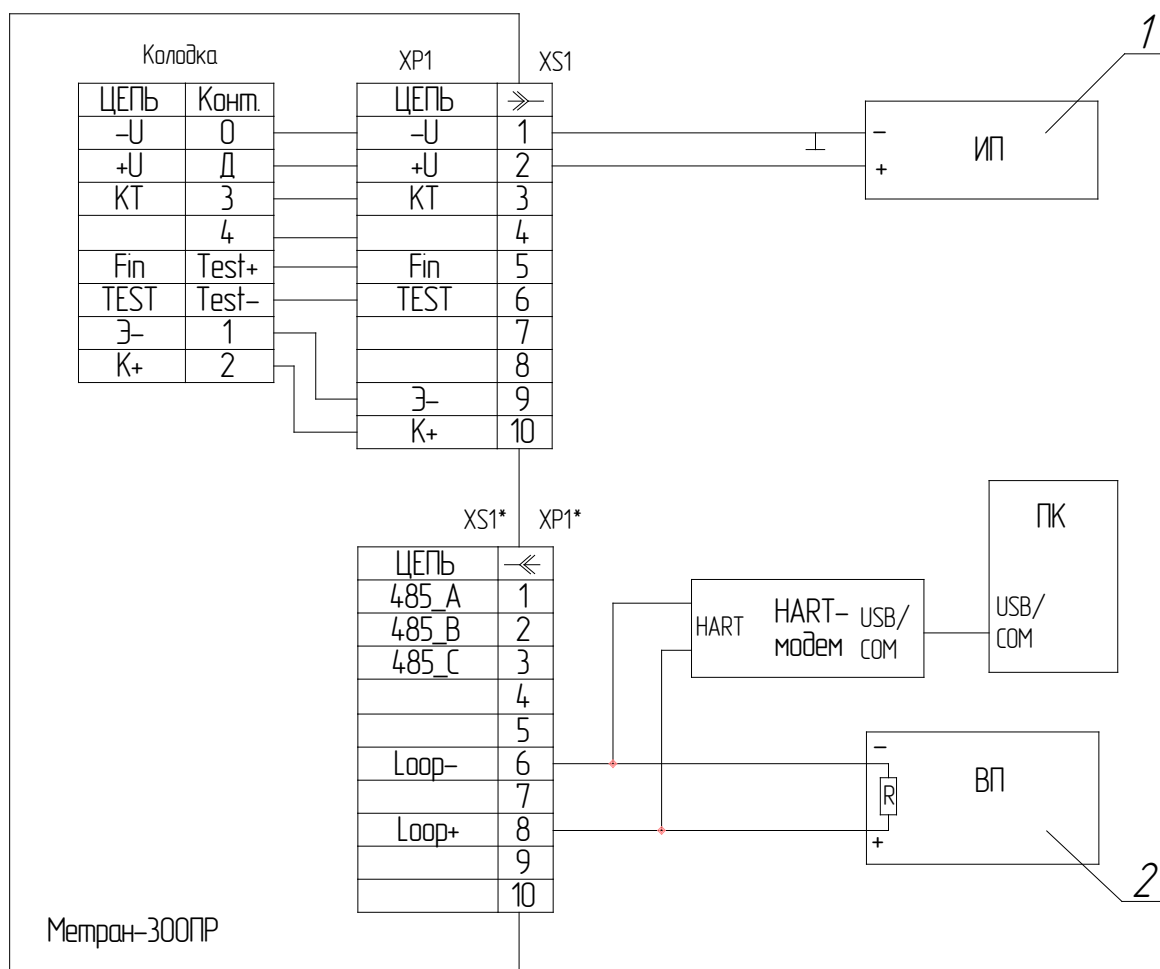 1
Колодка
XP1
XS1
ЦЕПЬ Конт.
-U 0
+U Д
КТ 3
4
Fin Test+
TEST Test-
Э- 1
К+ 2
ЦЕПЬ
-U 1
+U 2
КТ 3
4
Fin 5
TEST 6
7
8
Э- 9
К+ 10
- ИП
+
XS1* XP1*
ЦЕПЬ
485_A 1
485_B 2
485_C 3
4
5
Loop- 6
7
Loop+ 8
9
10
HART
HART-
модем
USB/
COM
ПК
USB/
COM
-
ВП
R
+
2
Метран-300ПР